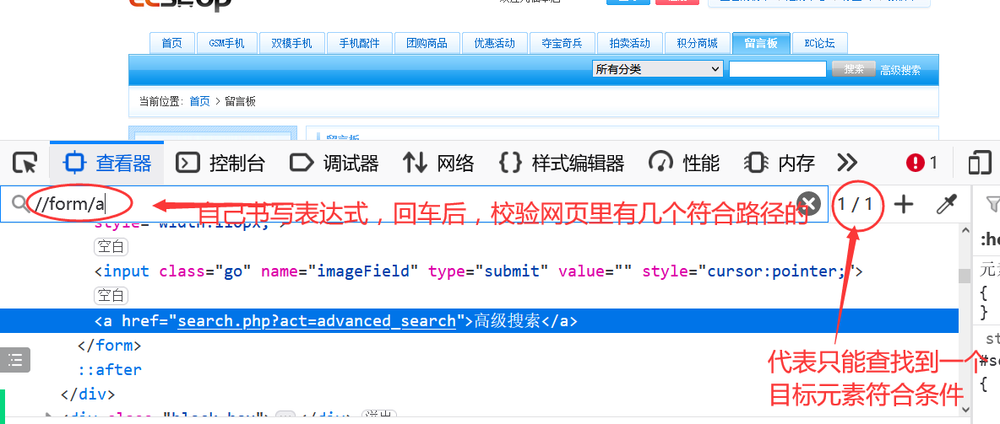 首页 GSM手机 双模手机 手机配件 团购商品 优惠活动 夺宝奇兵 拍卖活动 积分商城 留言板 EC论坛
所有分类 搜索 高级搜索
当前位置: 首页 > 留言板
留言板
查看器 控制台 调试器 网络 {} 样式编辑器 性能 内存 1
//form/a 自己书写表达式，回车后，校验网页里有几个符合路径的 1 / 1
空白
<input class="go" name="imageField" type="submit" value="" style="cursor:pointer;">
空白
<a href="search.php?act=advanced_search">高级搜索</a>
</form>
::after
</div>
代表只能查找到一个
目标元素符合条件
{
}
{